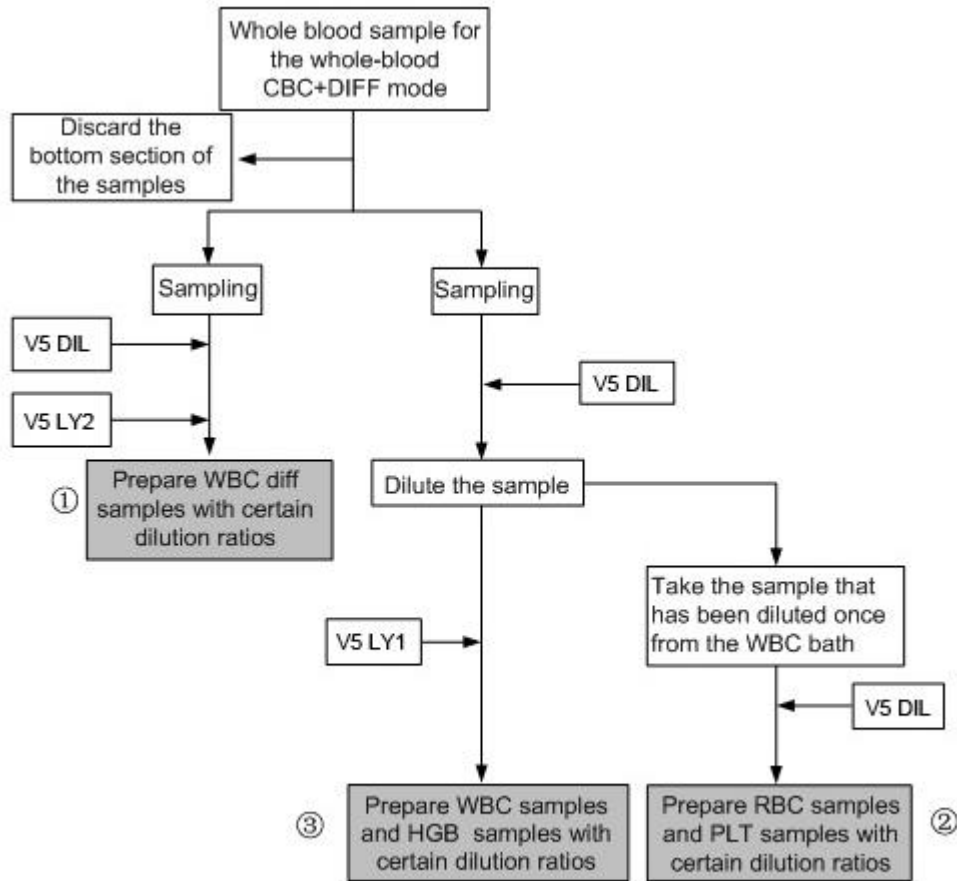 Whole blood sample for
the whole-blood
CBC+DIFF mode
Discard the
bottom section of
the samples
Sampling
Sampling
V5 DIL
V5 DIL
V5 LY2
①
Prepare WBC diff
samples with certain
dilution ratios
Dilute the sample
Take the sample that
has been diluted once
from the WBC bath
V5 LY1
V5 DIL
③
Prepare WBC samples
and HGB samples with
certain dilution ratios
Prepare RBC samples
and PLT samples with
certain dilution ratios
②